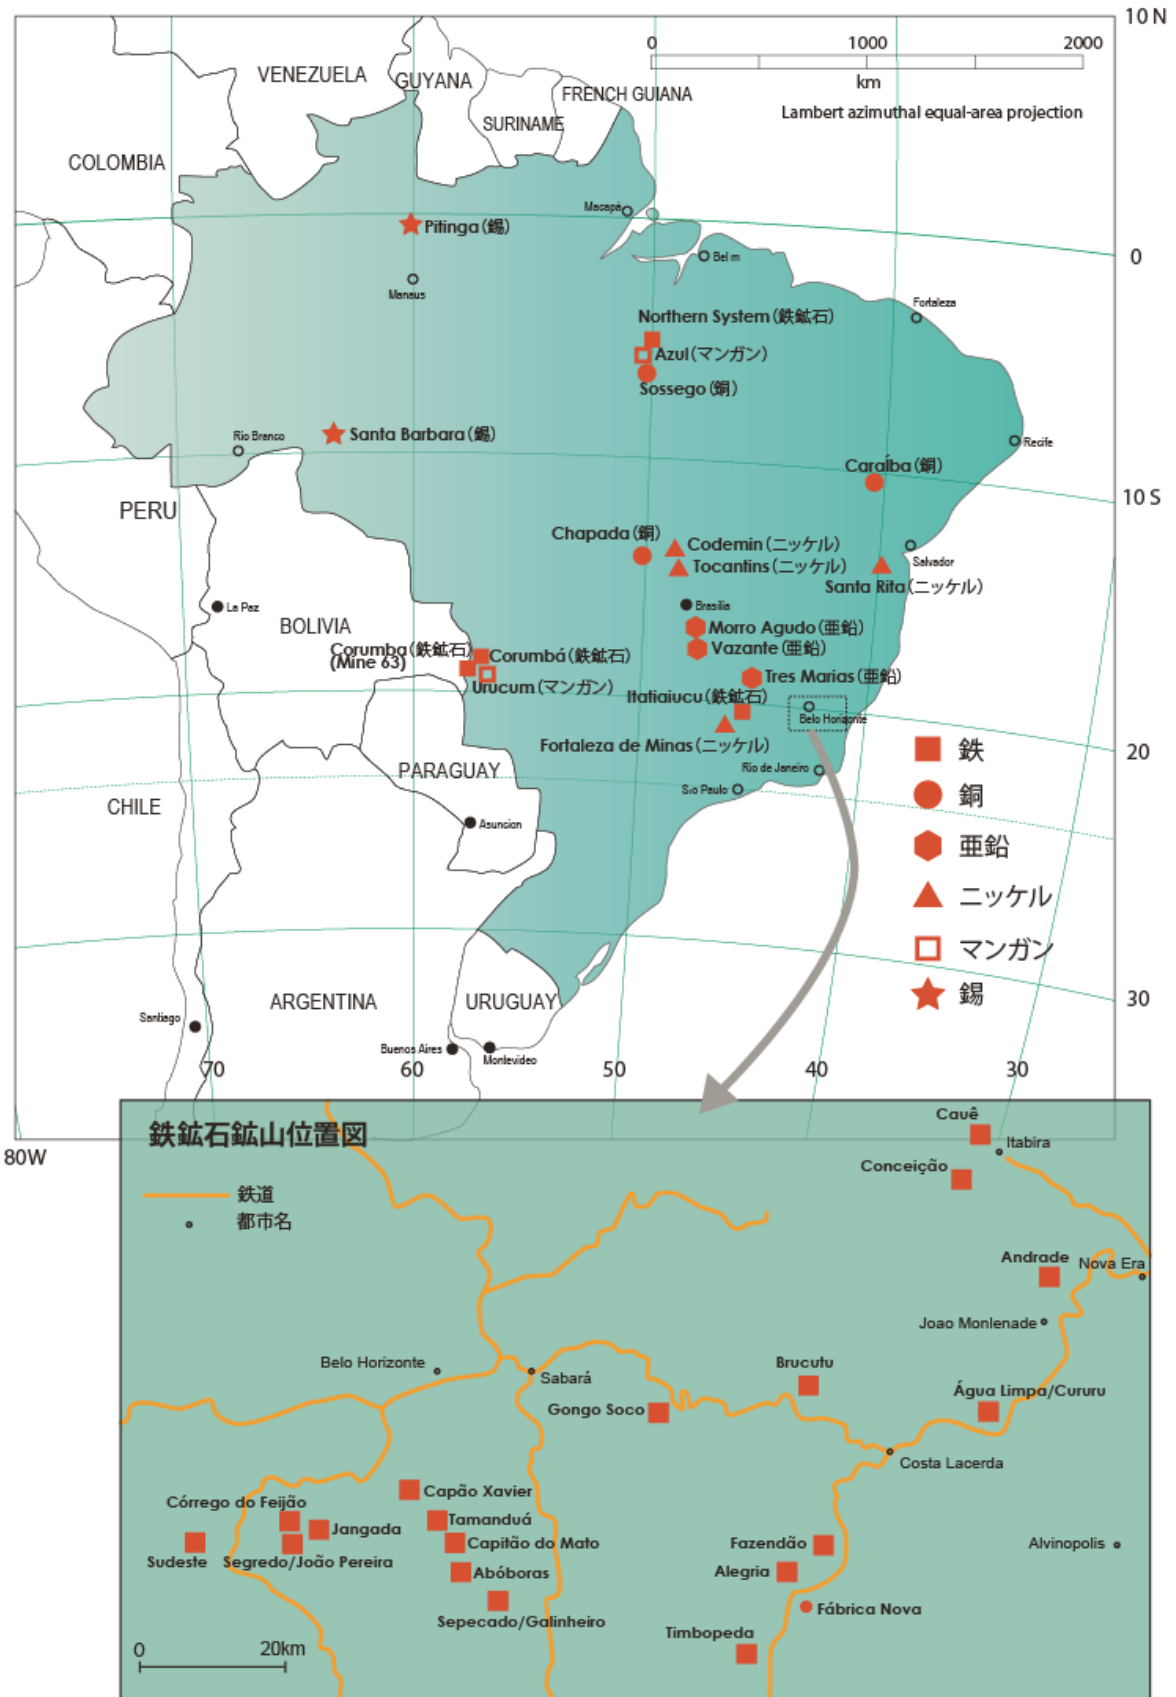 10 N
0 1000 2000
km
Lambert azimuthal equal-area projection
VENEZUELA
GUYANA
FRENCH GUIANA
SURINAME
COLOMBIA
Macapá
Pitinga(錫)
Bel m
0
Manaus
Fortaleza
Northern System(鉄鉱石)
Azul(マンガン)
Sossego(銅)
Santa Barbara(錫)
Rio Branco
Recife
Caraíba(銅)
PERU
10 S
Chapada(銅)
Codemin(ニッケル)
Tocantins(ニッケル)
Salvador
Santa Rita(ニッケル)
La Paz
Brasilia
BOLIVIA
Morro Agudo(亜鉛)
Vazante(亜鉛)
Corumba(鉄鉱石)
(Mine 63)
Corumbá(鉄鉱石)
Urucum(マンガン)
Tres Marias(亜鉛)
Itatiaiucu(鉄鉱石)
Belo Horizonte
Fortaleza de Minas(ニッケル)
鉄
20
PARAGUAY
Rio de Janeiro
São Paulo
CHILE
銅
Asuncion
亜鉛
ニッケル
マンガン
錫
30
ARGENTINA
URUGUAY
Santiago
Buenos Aires
Montevideo
70 60 50 40 30
80W
鉄鉱石鉱山位置図
鉄道
都市名
Cauê
Itabira
Conceição
Andrade
Nova Era
Joao Monlenade
Belo Horizonte
Sabará
Brucutu
Água Limpa/Cururu
Gongo Soco
Costa Lacerda
Capão Xavier
Córrego do Feijão
Tamanduá
Jangada
Capitão do Mato
Fazendão
Alvinopolis
Sudeste
Segredo/João Pereira
Abóboras
Alegria
Fábrica Nova
Sepecado/Galinheiro
Timbopeda
0 20km